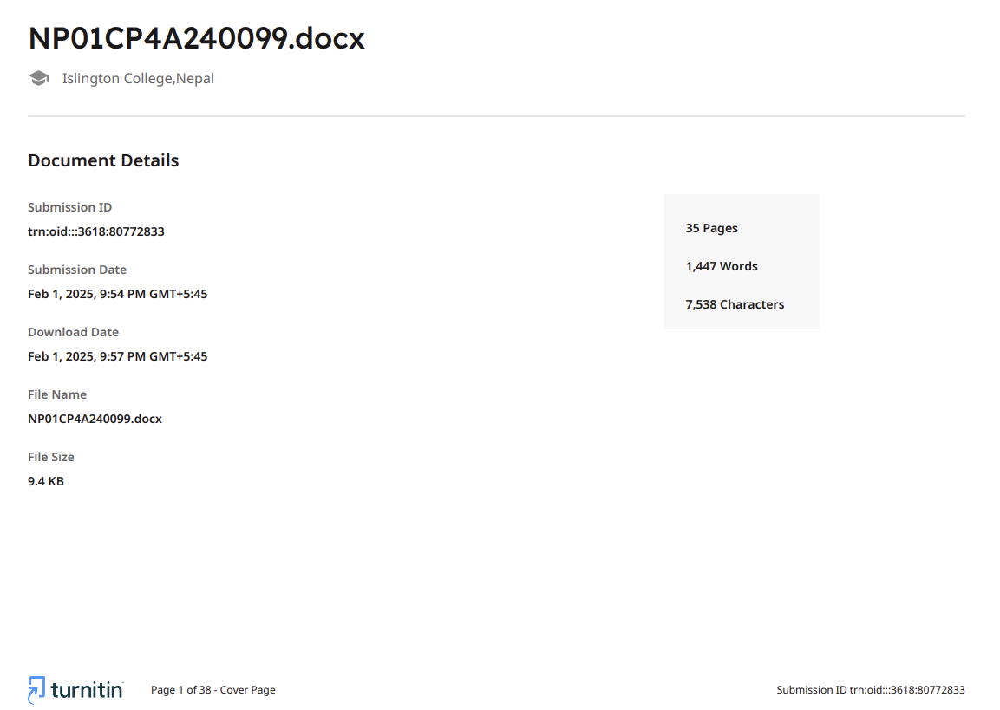 NP01CP4A240099.docx
Islington College,Nepal
Document Details
Submission ID
trn:oid:::3618:80772833
Submission Date
Feb 1, 2025, 9:54 PM GMT+5:45
Download Date
Feb 1, 2025, 9:57 PM GMT+5:45
File Name
NP01CP4A240099.docx
File Size
9.4 KB
35 Pages
1,447 Words
7,538 Characters
turnitin
Page 1 of 38 - Cover Page
Submission ID trn:oid:::3618:80772833